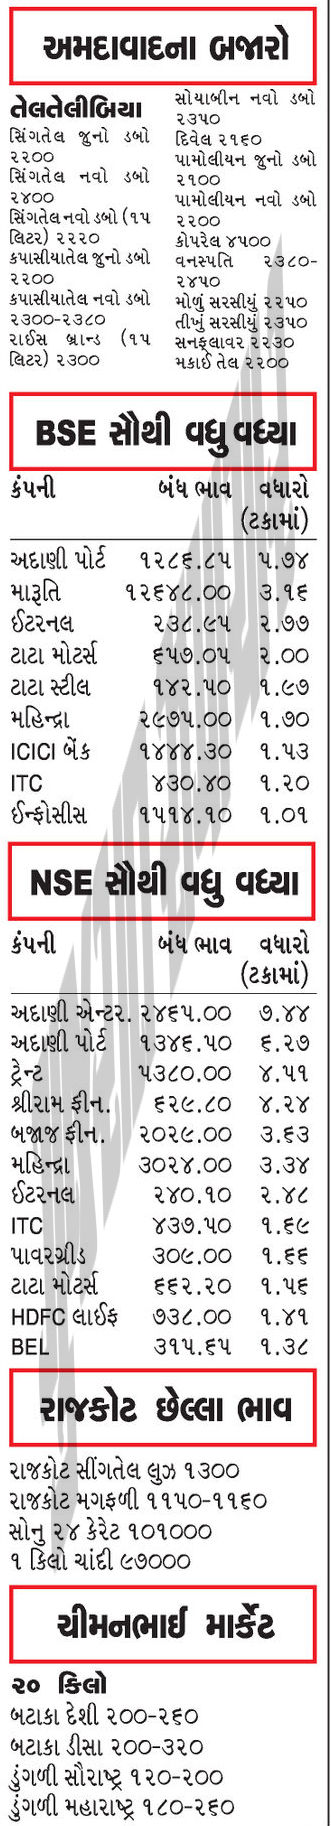 અમદાવાદના બજારો
તેલતેલીબિયા
સિંગતેલ જુનો ડબો
૨૨૦૦
સિંગતેલ નવો ડબો
૨૪૦૦
સિંગતેલ નવો ડબો (૧૫
લિટર) ૨૨૨૦
કપાસીયાતેલ જુનો ડબો
૨૨૦૦
કપાસીયાતેલ નવો ડબો
૨૩૦૦-૨૩૮૦
રાઈસ બ્રાન્ડ (૧૫
લિટર) ૨૩૦૦
સોયાબીન નવો ડબો
૨૩૫૦
દિવેલ ૨૧૬૦
પામોલીયન જુનો ડબો
૨૧૦૦
પામોલીયન નવો ડબો
૨૨૦૦
કોપરેલ ૪૫૦૦
વનસ્પતિ ૨૩૮૦-
૨૪૫૦
મોળું સરસીયું ૨૨૫૦
તીખું સરસીયું ૨૩૫૦
સનફલાવર ૨૨૩૦
મકાઈ તેલ ૨૨૦૦
BSE સૌથી વધુ વધ્યા
કંપની બંધ ભાવ વધારો
(ટકામાં)
અદાણી પોર્ટ ૧૨૮૬.૮૫ ૫.૭૪
મારૂતિ ૧૨૬૪૮.૦૦ ૩.૧૬
ઈટરનલ ૨૩૮.૯૫ ૨.૭૭
ટાટા મોટર્સ ૬૫૭.૦૫ ૨.૦૦
ટાટા સ્ટીલ ૧૪૨.૫૦ ૧.૯૭
મહિન્દ્રા ૨૯૭૫.૦૦ ૧.૭૦
ICICI બેંક ૧૪૪૪.૩૦ ૧.૫૩
ITC ૪૩૦.૪૦ ૧.૨૦
ઈન્ફોસીસ ૧૫૧૪.૧૦ ૧.૦૧
NSE સૌથી વધુ વધ્યા
કંપની બંધ ભાવ વધારો
(ટકામાં)
અદાણી એન્ટર. ૨૪૬૫.૦૦ ૭.૪૪
અદાણી પોર્ટ ૧૩૪૬.૫૦ ૬.૨૭
ટ્રેન્ટ ૫૩૮૦.૦૦ ૪.૫૧
શ્રીરામ ફીન. ૬૨૯.૮૦ ૪.૨૪
બજાજ ફીન. ૨૦૨૯.૦૦ ૩.૬૩
મહિન્દ્રા ૩૦૨૪.૦૦ ૩.૩૪
ઈટરનલ ૨૪૦.૧૦ ૨.૪૮
ITC ૪૩૭.૫૦ ૧.૬૯
પાવરગ્રીડ ૩૦૯.૦૦ ૧.૬૬
ટાટા મોટર્સ ૬૬૨.૨૦ ૧.૫૬
HDFC લાઈફ ૭૩૮.૦૦ ૧.૪૧
BEL ૩૧૫.૬૫ ૧.૩૮
રાજકોટ છેલ્લા ભાવ
રાજકોટ સીંગતેલ લુઝ ૧૩૦૦
રાજકોટ મગફળી ૧૧૫૦-૧૧૬૦
સોનુ ૨૪ કેરેટ ૧૦૧૦૦૦
૧ કિલો ચાંદી ૯૭૦૦૦
ચીમનભાઈ માર્કેટ
૨૦ કિલો
બટાકા દેશી ૨૦૦-૨૬૦
બટાકા ડીસા ૨૦૦-૩૨૦
ડુંગળી સૌરાષ્ટ્ર ૧૨૦-૨૦૦
ડુંગળી મહારાષ્ટ્ર ૧૮૦-૨૬૦